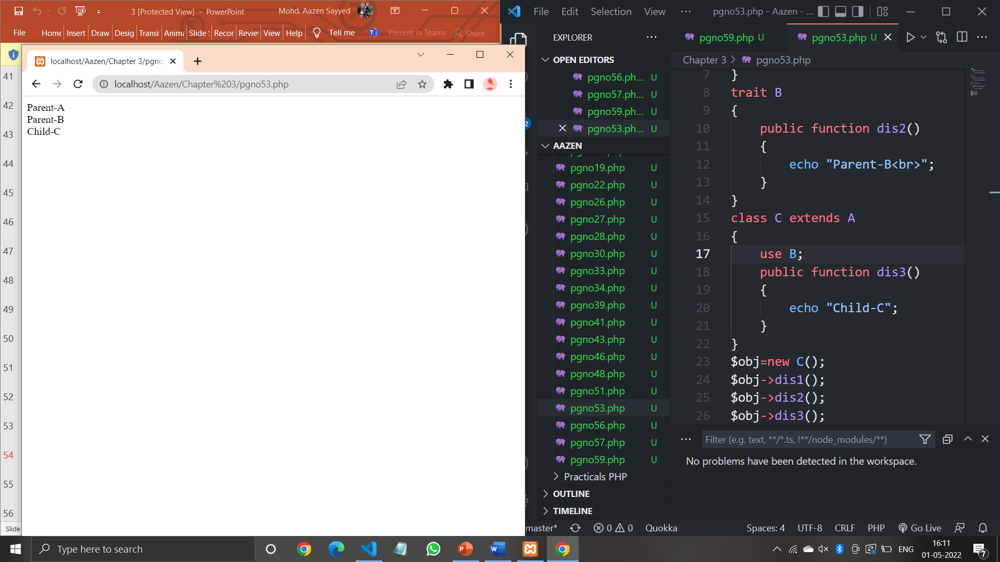 3 [Protected View] - PowerPoint
Mohd. Aazen Sayyed
File Home Insert Draw Desig Transi Anima Slide Recor Review View Help Tell me Present in Teams Share
41
42
43
44
45
46
47
48
49
50
51
52
53
54
55
56
Slide
localhost/Aazen/Chapter 3/pgno
localhost/Aazen/Chapter%203/pgno53.php
Parent-A
Parent-B
Child-C
File Edit Selection View ··· pgno53.php - Aazen - ...
EXPLORER
OPEN EDITORS
pgno56.ph... U
pgno57.ph... U
pgno59.ph... U
pgno53.ph... U
AAZEN
pgno19.php U
pgno22.php U
pgno26.php U
pgno27.php U
pgno28.php U
pgno30.php U
pgno33.php U
pgno34.php U
pgno39.php U
pgno41.php U
pgno43.php U
pgno46.php U
pgno48.php U
pgno51.php U
pgno53.php U
pgno56.php U
pgno57.php U
pgno59.php U
Practicals PHP
OUTLINE
TIMELINE
2
pgno59.php U pgno53.php U
Chapter 3 > pgno53.php
7 }
8 trait B
9 {
10 public function dis2()
11 {
12 echo "Parent-B<br>";
13 }
14 }
15 class C extends A
16 {
17 use B;
18 public function dis3()
19 {
20 echo "Child-C";
21 }
22 }
23 $obj=new C();
24 $obj->dis1();
25 $obj->dis2();
26 $obj->dis3();
Filter (e.g. text, **/*.ts, !**/node_modules/**)
No problems have been detected in the workspace.
master* 0 0 Quokka Spaces: 4 UTF-8 CRLF PHP Go Live
Type here to search
ENG
16:11
01-05-2022
7